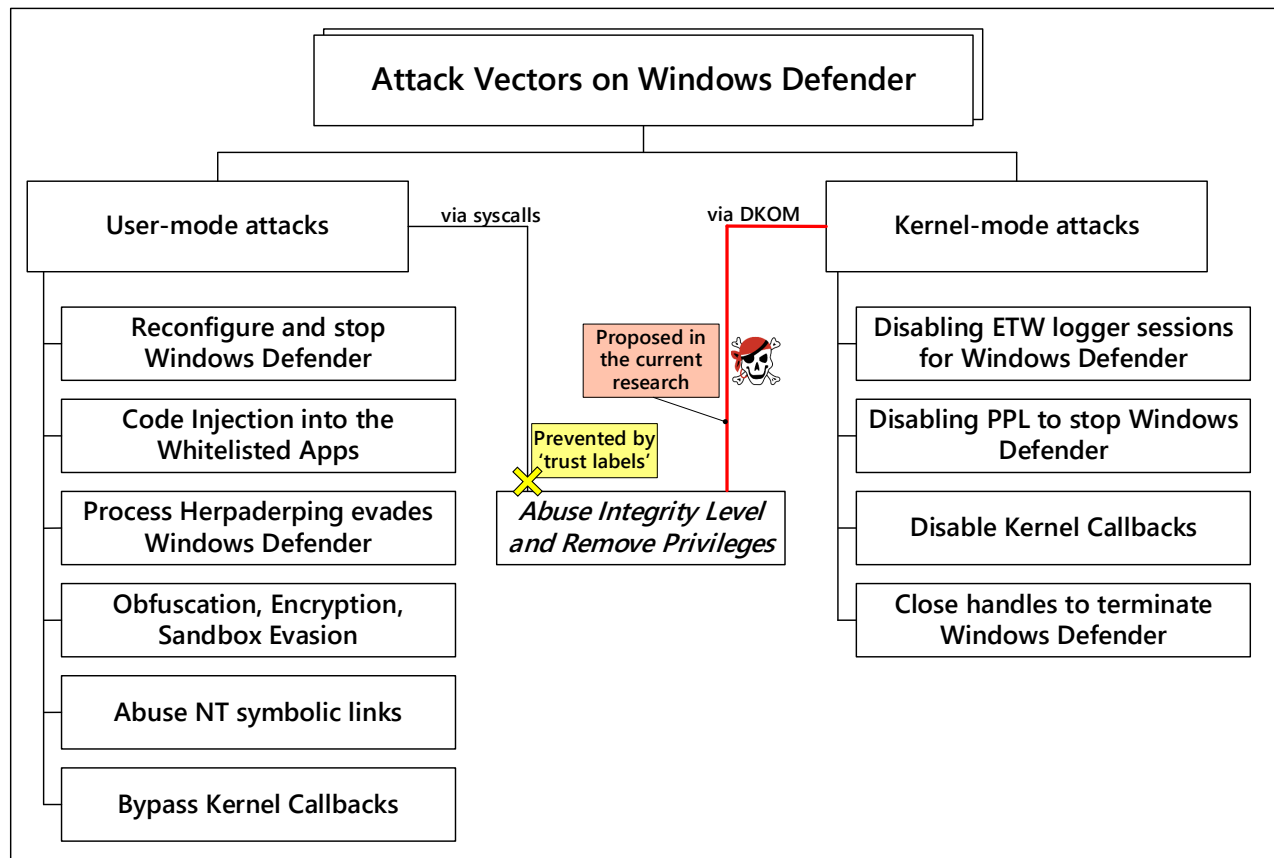 Attack Vectors on Windows Defender
User-mode attacks
via syscalls
via DKOM
Kernel-mode attacks
Reconfigure and stop
Windows Defender
Code Injection into the
Whitelisted Apps
Process Herpaderping evades
Windows Defender
Obfuscation, Encryption,
Sandbox Evasion
Abuse NT symbolic links
Bypass Kernel Callbacks
Proposed in
the current
research
Prevented by
‘trust labels’
Abuse Integrity Level
and Remove Privileges
Disabling ETW logger sessions
for Windows Defender
Disabling PPL to stop Windows
Defender
Disable Kernel Callbacks
Close handles to terminate
Windows Defender